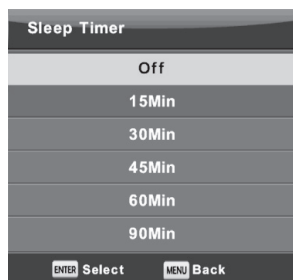 Sleep Timer
Off
15Min
30Min
45Min
60Min
90Min
ENTER Select MENU Back